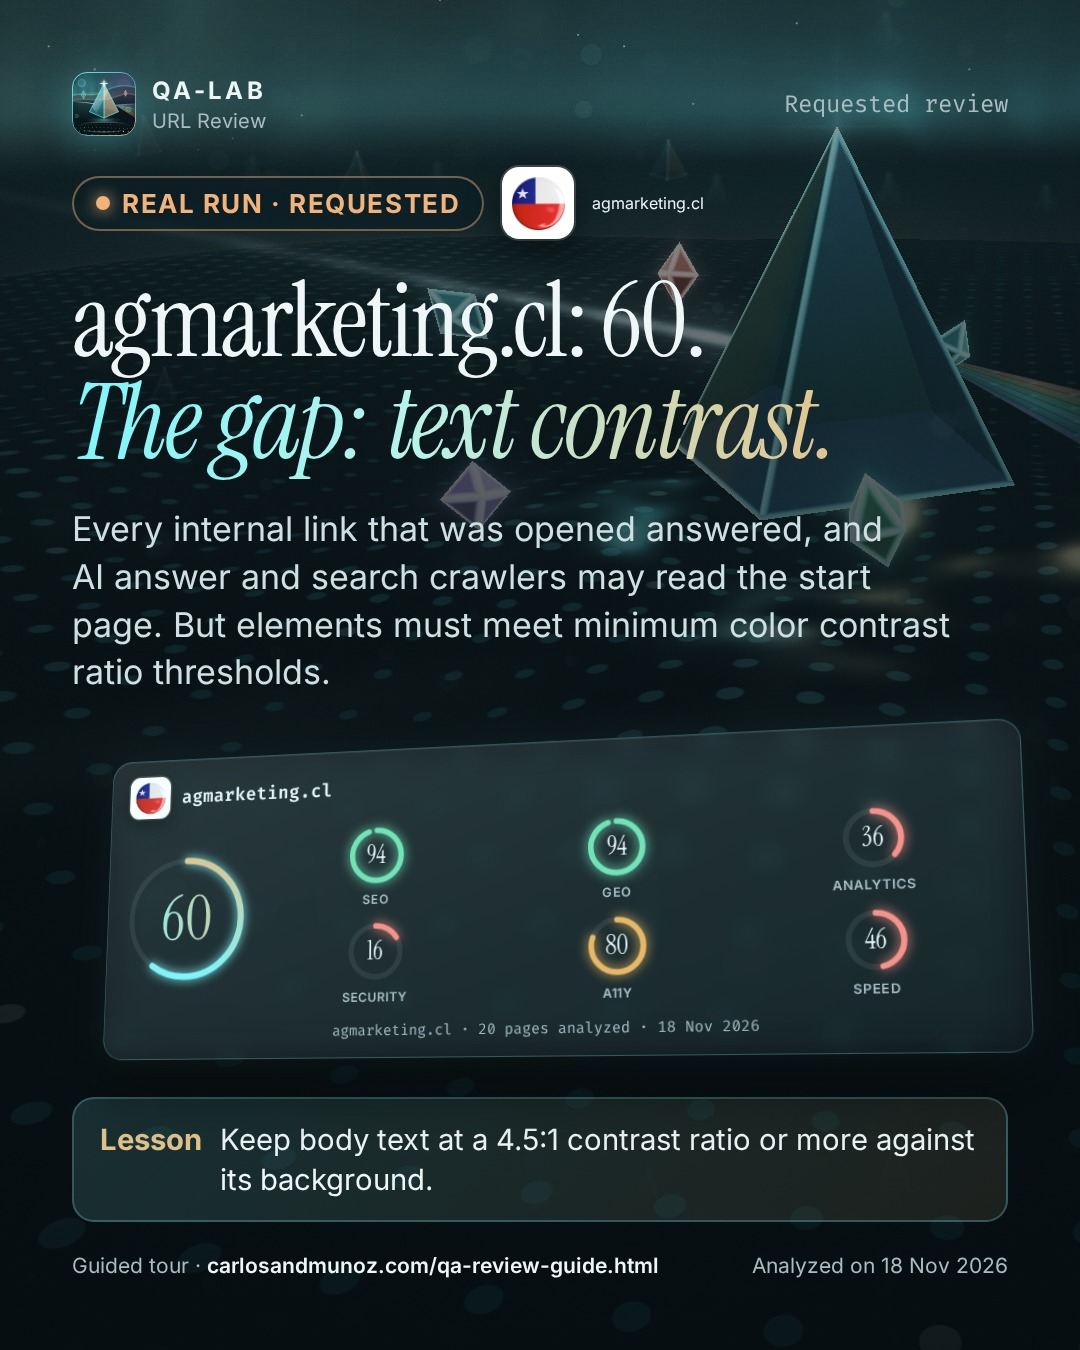 QA-LAB
URL Review
Requested review
REAL RUN · REQUESTED
agmarketing.cl
agmarketing.cl: 60.
The gap: text contrast.
Every internal link that was opened answered, and
AI answer and search crawlers may read the start
page. But elements must meet minimum color contrast
ratio thresholds.
agmarketing.cl
60
94
SEO
94
GEO
36
ANALYTICS
16
SECURITY
80
A11Y
46
SPEED
agmarketing.cl · 20 pages analyzed · 18 Nov 2026
Lesson Keep body text at a 4.5:1 contrast ratio or more against
its background.
Guided tour · carlosandmunoz.com/qa-review-guide.html
Analyzed on 18 Nov 2026